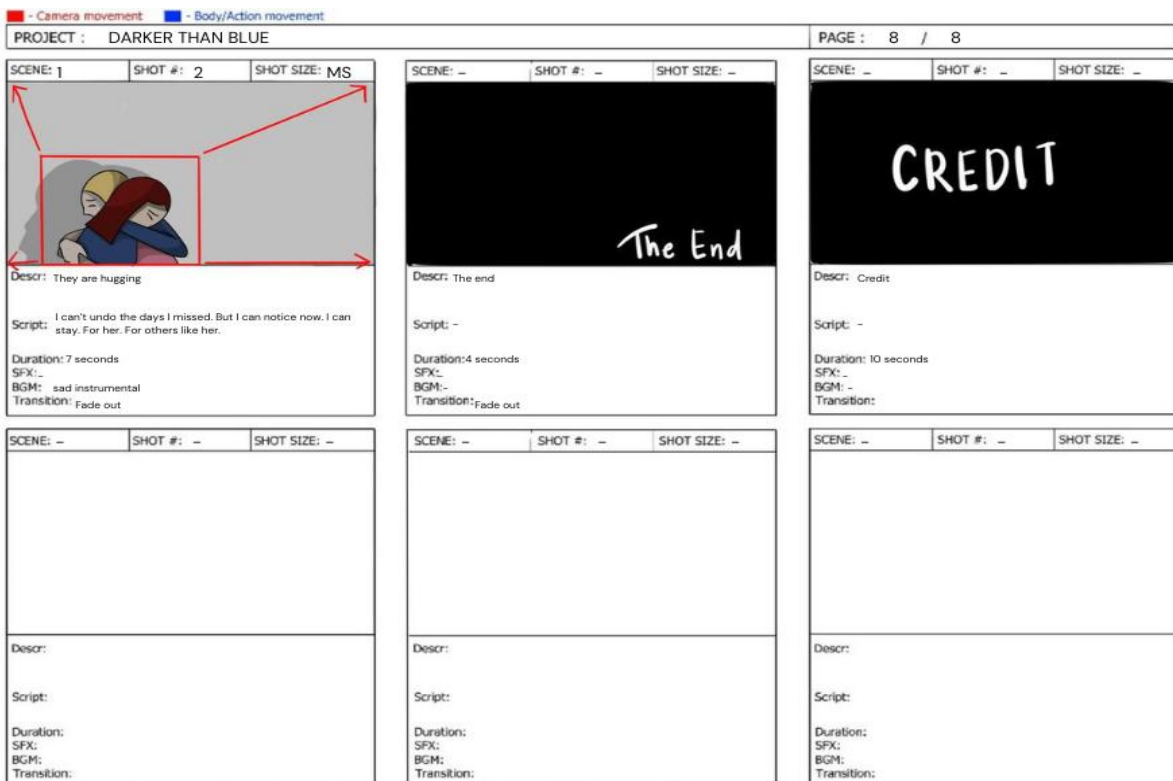 - Camera movement - Body/Action movement
PROJECT : DARKER THAN BLUE PAGE : 8 / 8
SCENE: 1 SHOT #: 2 SHOT SIZE: MS
Descr: They are hugging
Script: I can't undo the days I missed. But I can notice now. I can
stay. For her. For others like her.
Duration: 7 seconds
SFX:_
BGM: sad instrumental
Transition: Fade out
SCENE: – SHOT #: – SHOT SIZE: –
The End
Descr: The end
Script: -
Duration:4 seconds
SFX:_
BGM:-
Transition:Fade out
SCENE: – SHOT #: – SHOT SIZE: –
CREDIT
Descr: Credit
Script: -
Duration: 10 seconds
SFX:_
BGM: -
Transition:
SCENE: – SHOT #: – SHOT SIZE: –
Descr:
Script:
Duration:
SFX:
BGM:
Transition:
SCENE: – SHOT #: – SHOT SIZE: –
Descr:
Script:
Duration:
SFX:
BGM:
Transition:
SCENE: – SHOT #: – SHOT SIZE: –
Descr:
Script:
Duration:
SFX:
BGM:
Transition: